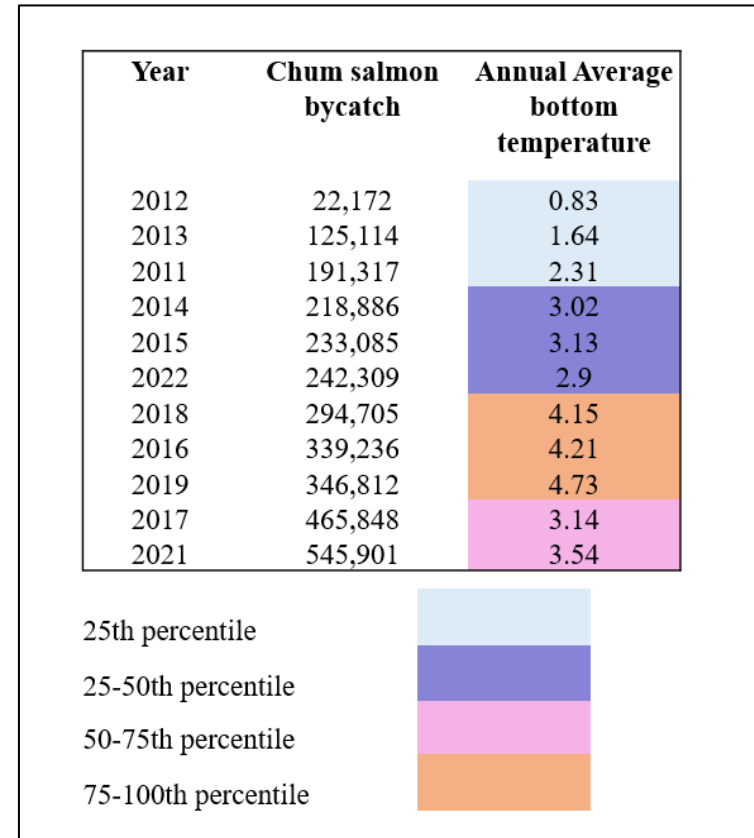 Year Chum salmon Annual Average
bycatch bottom
temperature
2012 22,172 0.83
2013 125,114 1.64
2011 191,317 2.31
2014 218,886 3.02
2015 233,085 3.13
2022 242,309 2.9
2018 294,705 4.15
2016 339,236 4.21
2019 346,812 4.73
2017 465,848 3.14
2021 545,901 3.54
25th percentile
25-50th percentile
50-75th percentile
75-100th percentile